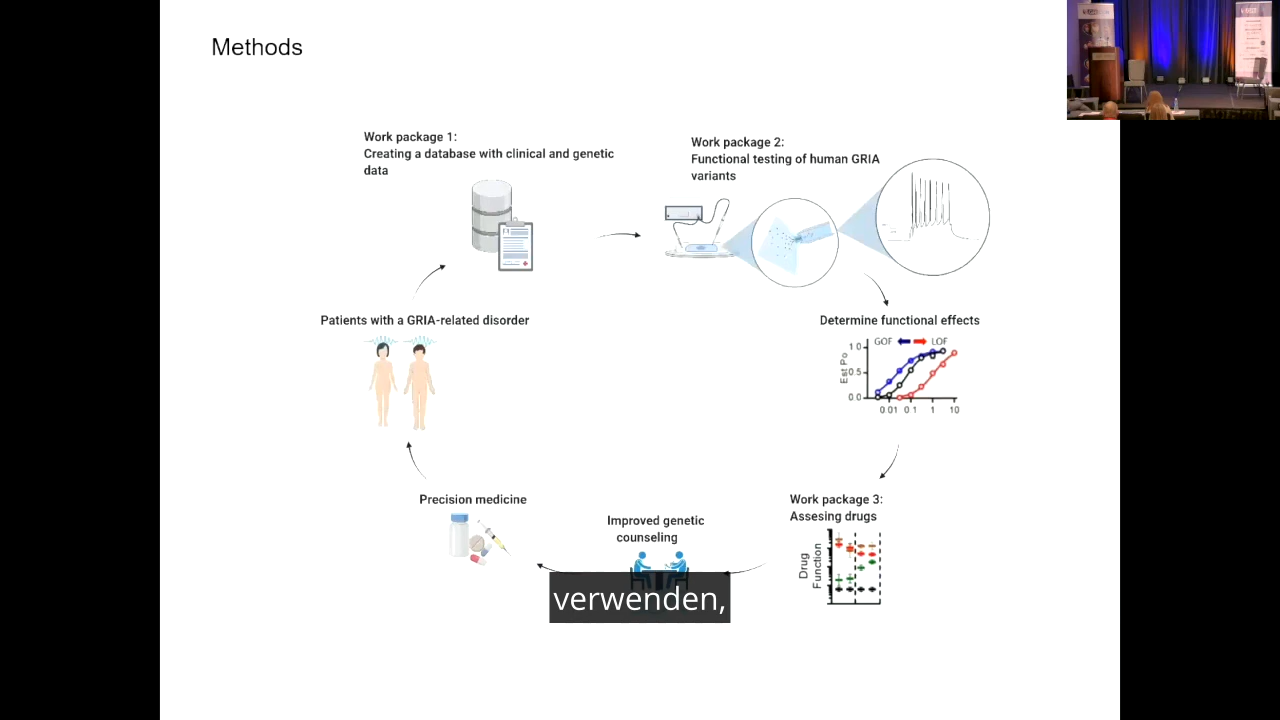 Methods
Work package 1:
Creating a database with clinical and genetic
data
Work package 2:
Functional testing of human GRIA
variants
Patients with a GRIA-related disorder
Determine functional effects
GOF LOF
Est Po
1 0
0.5
0.0
0 01 0 1 1 10
Precision medicine
Improved genetic
counseling
Work package 3:
Assesing drugs
Drug
Function
verwenden,